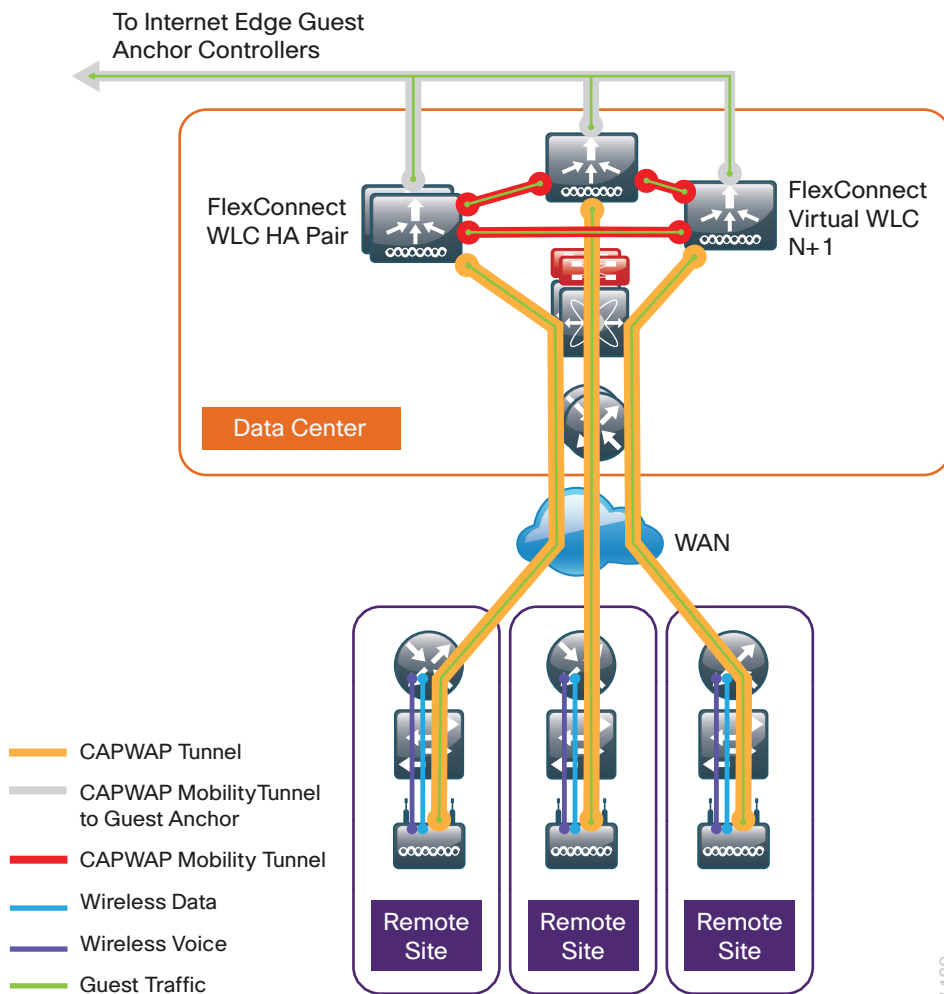 To Internet Edge Guest
Anchor Controllers
FlexConnect
WLC HA Pair
FlexConnect
Virtual WLC
N+1
Data Center
WAN
CAPWAP Tunnel
CAPWAP MobilityTunnel
to Guest Anchor
CAPWAP Mobility Tunnel
Wireless Data
Wireless Voice
Guest Traffic
Remote
Site
Remote
Site
Remote
Site